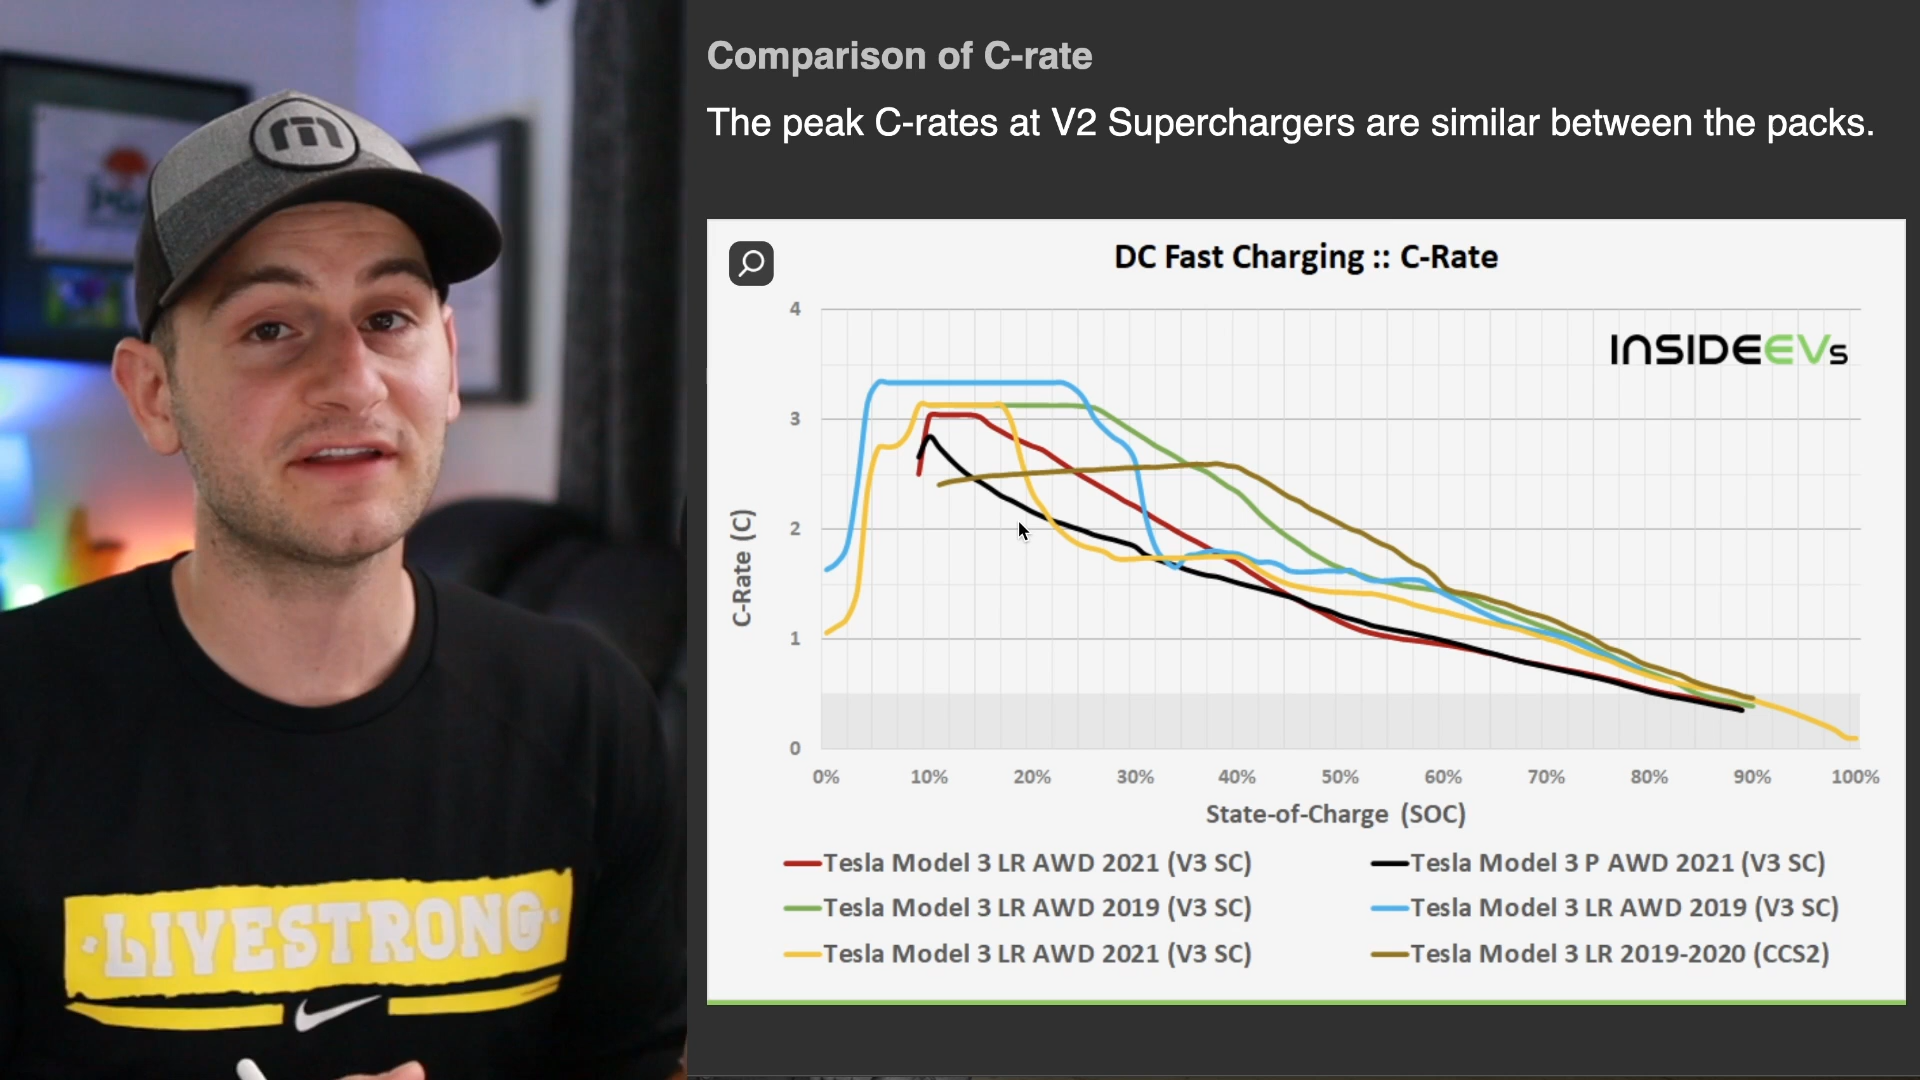 Comparison of C-rate
The peak C-rates at V2 Superchargers are similar between the packs.
DC Fast Charging :: C-Rate
INSIDEEVs
4
3
2
1
0
C-Rate (C)
0% 10% 20% 30% 40% 50% 60% 70% 80% 90% 100%
State-of-Charge (SOC)
Tesla Model 3 LR AWD 2021 (V3 SC)
Tesla Model 3 P AWD 2021 (V3 SC)
Tesla Model 3 LR AWD 2019 (V3 SC)
Tesla Model 3 LR AWD 2019 (V3 SC)
Tesla Model 3 LR AWD 2021 (V3 SC)
Tesla Model 3 LR 2019-2020 (CCS2)
LIVESTRONG